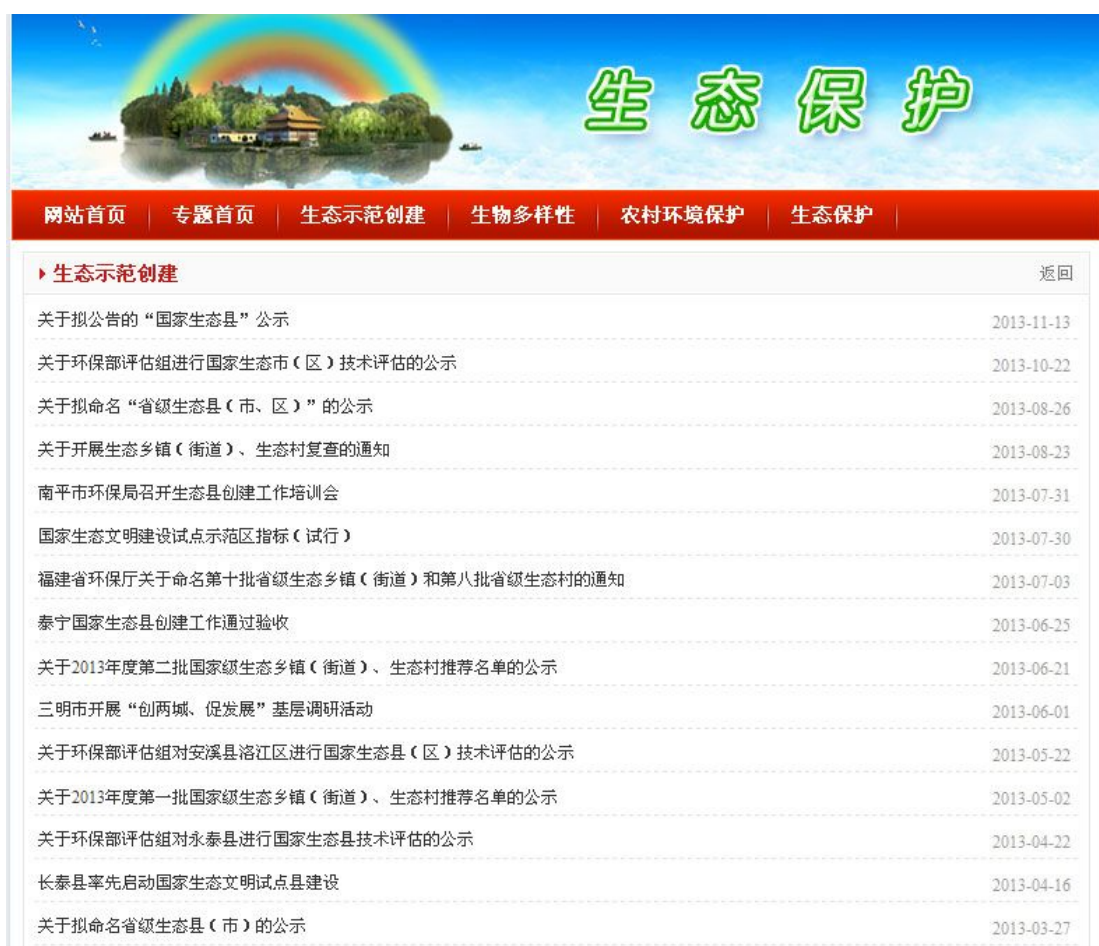 生态保护
网站首页 专题首页 生态示范创建 生物多样性 农村环境保护 生态保护
生态示范创建 返回
关于拟公告的“国家生态县”公示 2013-11-13
关于环保部评估组进行国家生态市(区)技术评估的公示 2013-10-22
关于拟命名“省级生态县(市、区)”的公示 2013-08-26
关于开展生态乡镇(街道)、生态村复查的通知 2013-08-23
南平市环保局召开生态县创建工作培训会 2013-07-31
国家生态文明建设试点示范区指标(试行) 2013-07-30
福建省环保厅关于命名第十批省级生态乡镇(街道)和第八批省级生态村的通知 2013-07-03
泰宁国家生态县创建工作通过验收 2013-06-25
关于2013年度第二批国家级生态乡镇(街道)、生态村推荐名单的公示 2013-06-21
三明市开展“创两城、促发展”基层调研活动 2013-06-01
关于环保部评估组对安溪县洛江区进行国家生态县(区)技术评估的公示 2013-05-22
关于2013年度第一批国家级生态乡镇(街道)、生态村推荐名单的公示 2013-05-02
关于环保部评估组对永泰县进行国家生态县技术评估的公示 2013-04-22
长泰县率先启动国家生态文明试点县建设 2013-04-16
关于拟命名省级生态县(市)的公示 2013-03-27